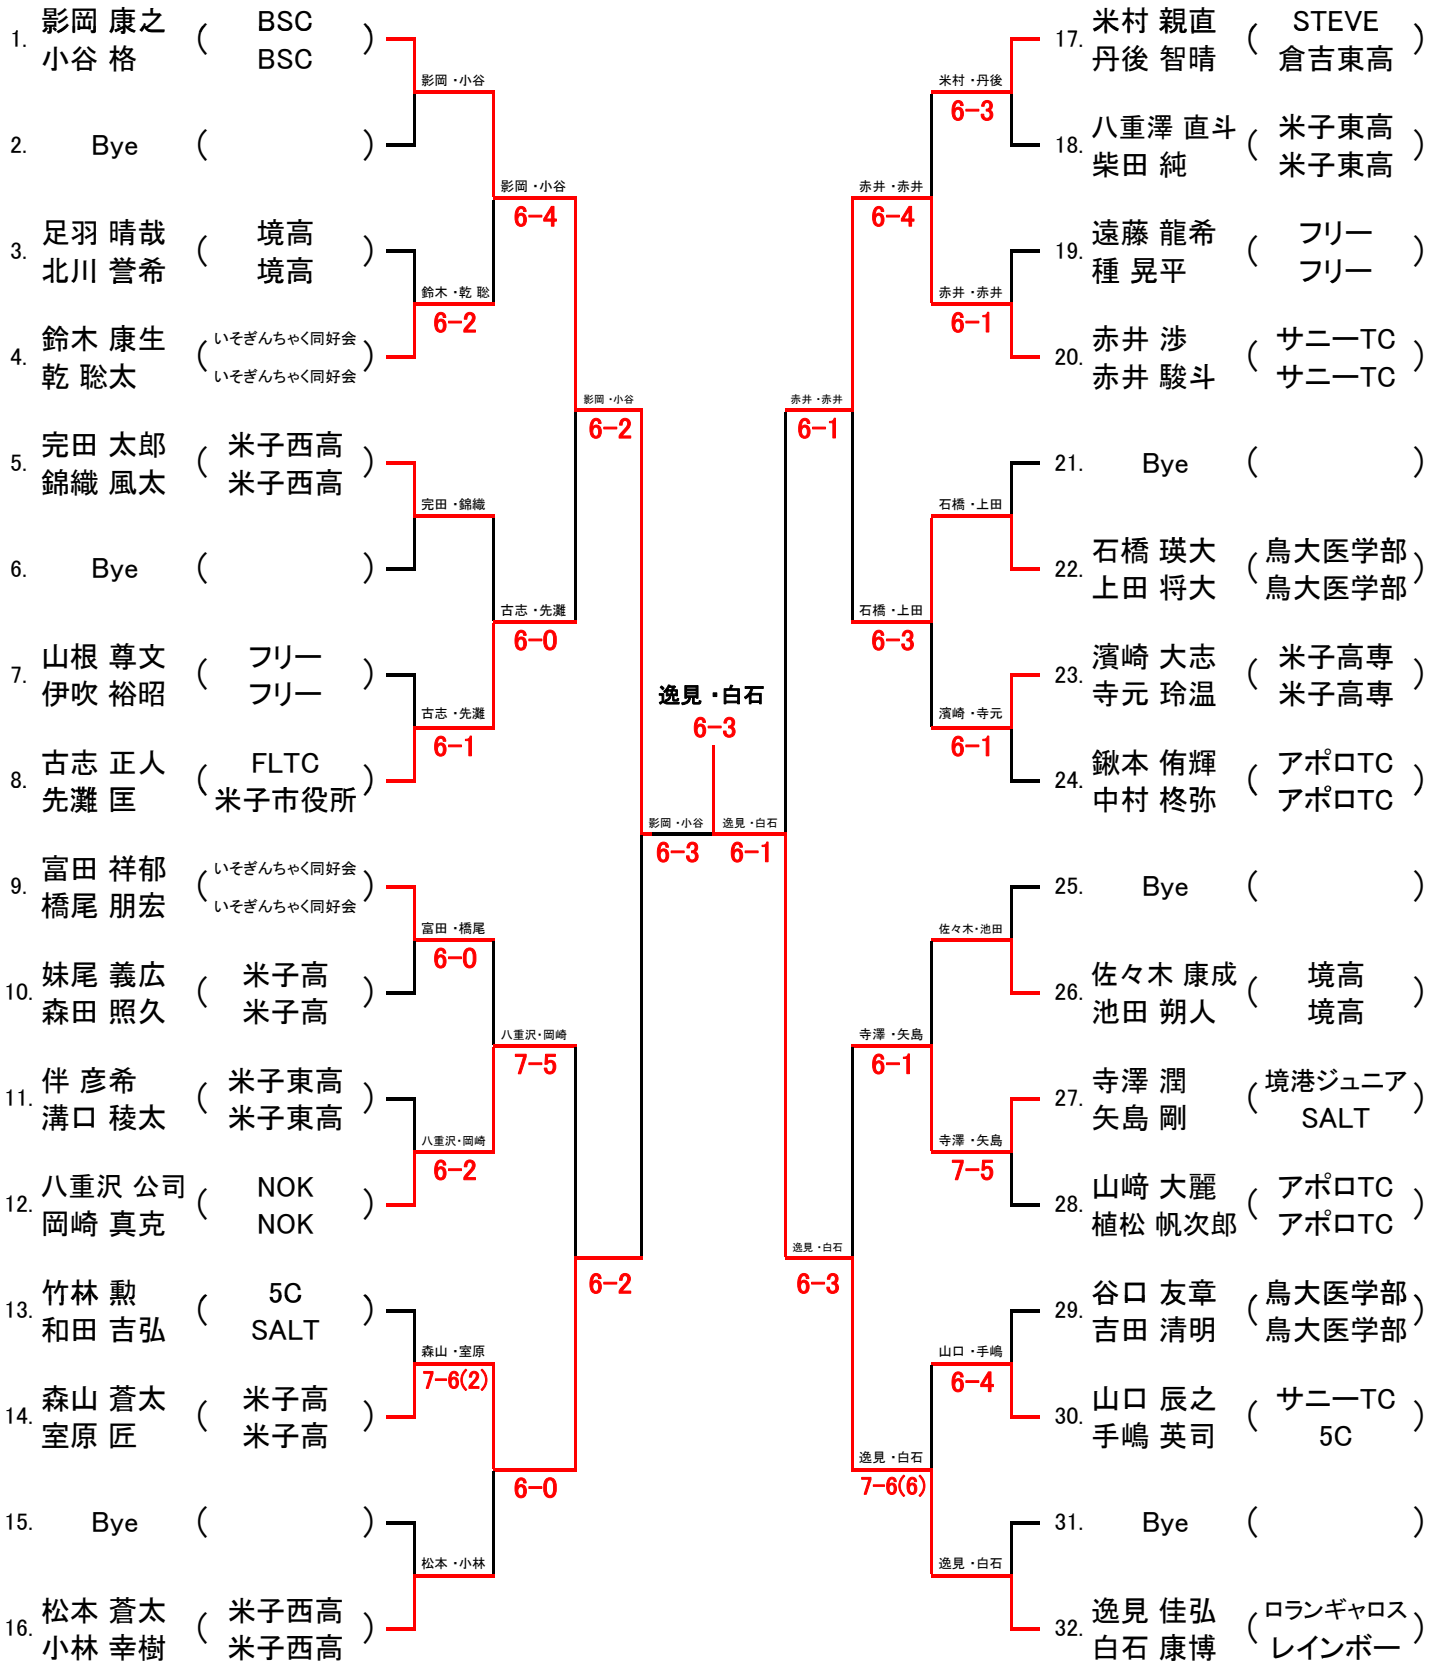 1. 影岡 康之 ( BSC )
小谷 格 BSC
影岡・小谷
2. Bye ( )
影岡・小谷
6-4
3. 足羽 晴哉 ( 境高 )
北川 誉希 境高
鈴木・乾 聡
6-2
4. 鈴木 康生 ( いそぎんちゃく同好会 )
乾 聡太 いそぎんちゃく同好会
影岡・小谷
6-2
5. 完田 太郎 ( 米子西高 )
錦織 風太 米子西高
完田・錦織
6. Bye ( )
古志・先灘
6-0
7. 山根 尊文 ( フリー )
伊吹 裕昭 フリー
古志・先灘
6-1
8. 古志 正人 ( FLTC )
先灘 匡 米子市役所
影岡・小谷
6-3
9. 富田 祥郁 ( いそぎんちゃく同好会 )
橋尾 朋宏 いそぎんちゃく同好会
富田・橋尾
6-0
10. 妹尾 義広 ( 米子高 )
森田 照久 米子高
八重沢・岡崎
7-5
11. 伴 彦希 ( 米子東高 )
溝口 稜太 米子東高
八重沢・岡崎
6-2
12. 八重沢 公司 ( NOK )
岡崎 真克 NOK
6-2
13. 竹林 勲 ( 5C )
和田 吉弘 SALT
森山・室原
7-6(2)
14. 森山 蒼太 ( 米子高 )
室原 匠 米子高
6-0
15. Bye ( )
松本・小林
16. 松本 蒼太 ( 米子西高 )
小林 幸樹 米子西高
逸見・白石
6-3
17. 米村 親直 ( STEVE )
丹後 智晴 倉吉東高
米村・丹後
6-3
18. 八重澤 直斗 ( 米子東高 )
柴田 純 米子東高
赤井・赤井
6-4
19. 遠藤 龍希 ( フリー )
種 晃平 フリー
赤井・赤井
6-1
20. 赤井 渉 ( サニーTC )
赤井 駿斗 サニーTC
赤井・赤井
6-1
21. Bye ( )
石橋・上田
22. 石橋 瑛大 ( 鳥大医学部 )
上田 将大 鳥大医学部
石橋・上田
6-3
23. 濱崎 大志 ( 米子高専 )
寺元 玲温 米子高専
濱崎・寺元
6-1
24. 鍬本 侑輝 ( アポロTC )
中村 柊弥 アポロTC
逸見・白石
6-1
25. Bye ( )
佐々木・池田
26. 佐々木 康成 ( 境高 )
池田 朔人 境高
寺澤・矢島
6-1
27. 寺澤 潤 ( 境港ジュニア )
矢島 剛 SALT
寺澤・矢島
7-5
28. 山﨑 大麗 ( アポロTC )
植松 帆次郎 アポロTC
逸見・白石
6-3
29. 谷口 友章 ( 鳥大医学部 )
吉田 清明 鳥大医学部
山口・手嶋
6-4
30. 山口 辰之 ( サニーTC )
手嶋 英司 5C
逸見・白石
7-6(6)
31. Bye ( )
逸見・白石
32. 逸見 佳弘 ( ロランギャロス )
白石 康博 レインボー